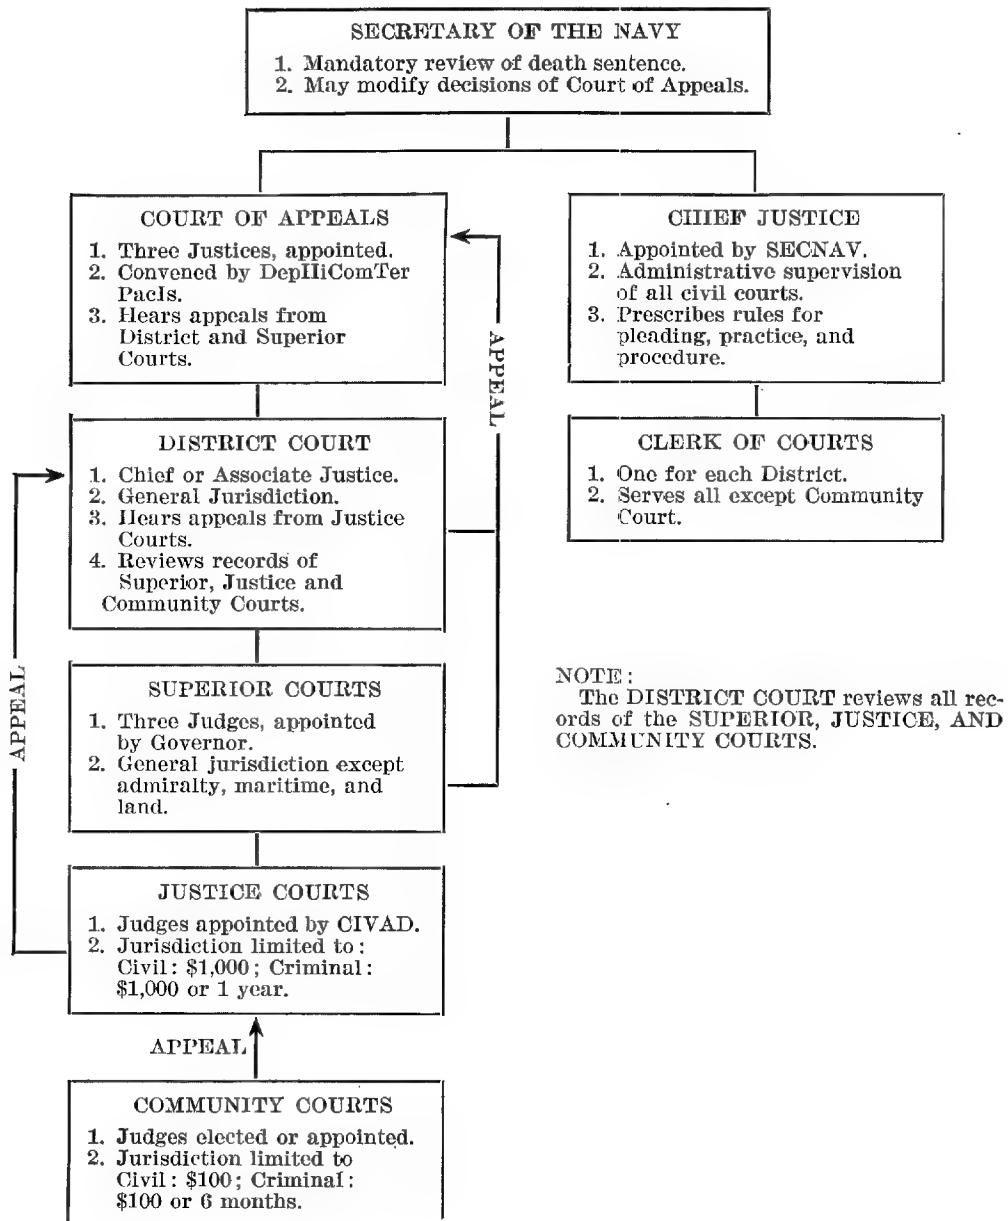 SECRETARY OF THE NAVY
1. Mandatory review of death sentence.
2. May modify decisions of Court of Appeals.
COURT OF APPEALS
1. Three Justices, appointed.
2. Convened by DepHiComTer
PacIs.
3. Hears appeals from
District and Superior
Courts.
CHIEF JUSTICE
1. Appointed by SECNAV.
2. Administrative supervision
of all civil courts.
3. Prescribes rules for
pleading, practice, and
procedure.
APPEAL
DISTRICT COURT
1. Chief or Associate Justice.
2. General Jurisdiction.
3. Hears appeals from Justice
Courts.
4. Reviews records of
Superior, Justice and
Community Courts.
CLERK OF COURTS
1. One for each District.
2. Serves all except Community
Court.
APPEAL
SUPERIOR COURTS
1. Three Judges, appointed
by Governor.
2. General jurisdiction except
admiralty, maritime, and
land.
NOTE:
The DISTRICT COURT reviews all rec-
ords of the SUPERIOR, JUSTICE, AND
COMMUNITY COURTS.
JUSTICE COURTS
1. Judges appointed by CIVAD.
2. Jurisdiction limited to:
Civil: $1,000; Criminal:
$1,000 or 1 year.
APPEAL
COMMUNITY COURTS
1. Judges elected or appointed.
2. Jurisdiction limited to
Civil: $100; Criminal:
$100 or 6 months.